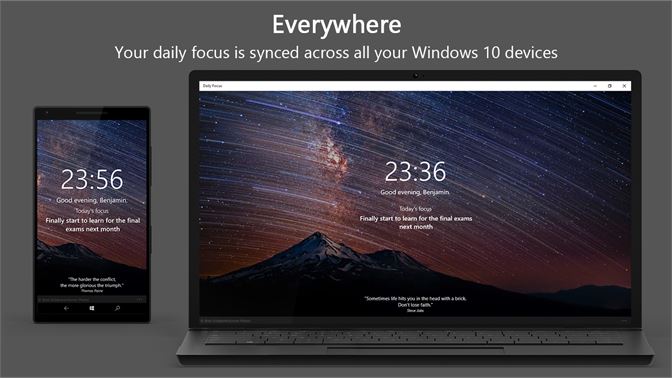 Everywhere
Your daily focus is synced across all your Windows 10 devices
Daily Focus
23:56
Good evening, Benjamin.
Today's focus
Finally start to learn for the final
exams next month
"The harder the conflict,
the more glorious the triumph."
Thomas Paine
23:36
Good evening, Benjamin.
Today's focus
Finally start to learn for the final exams
next month
"Sometimes life hits you in the head with a brick.
Don't lose faith."
Steve Jobs